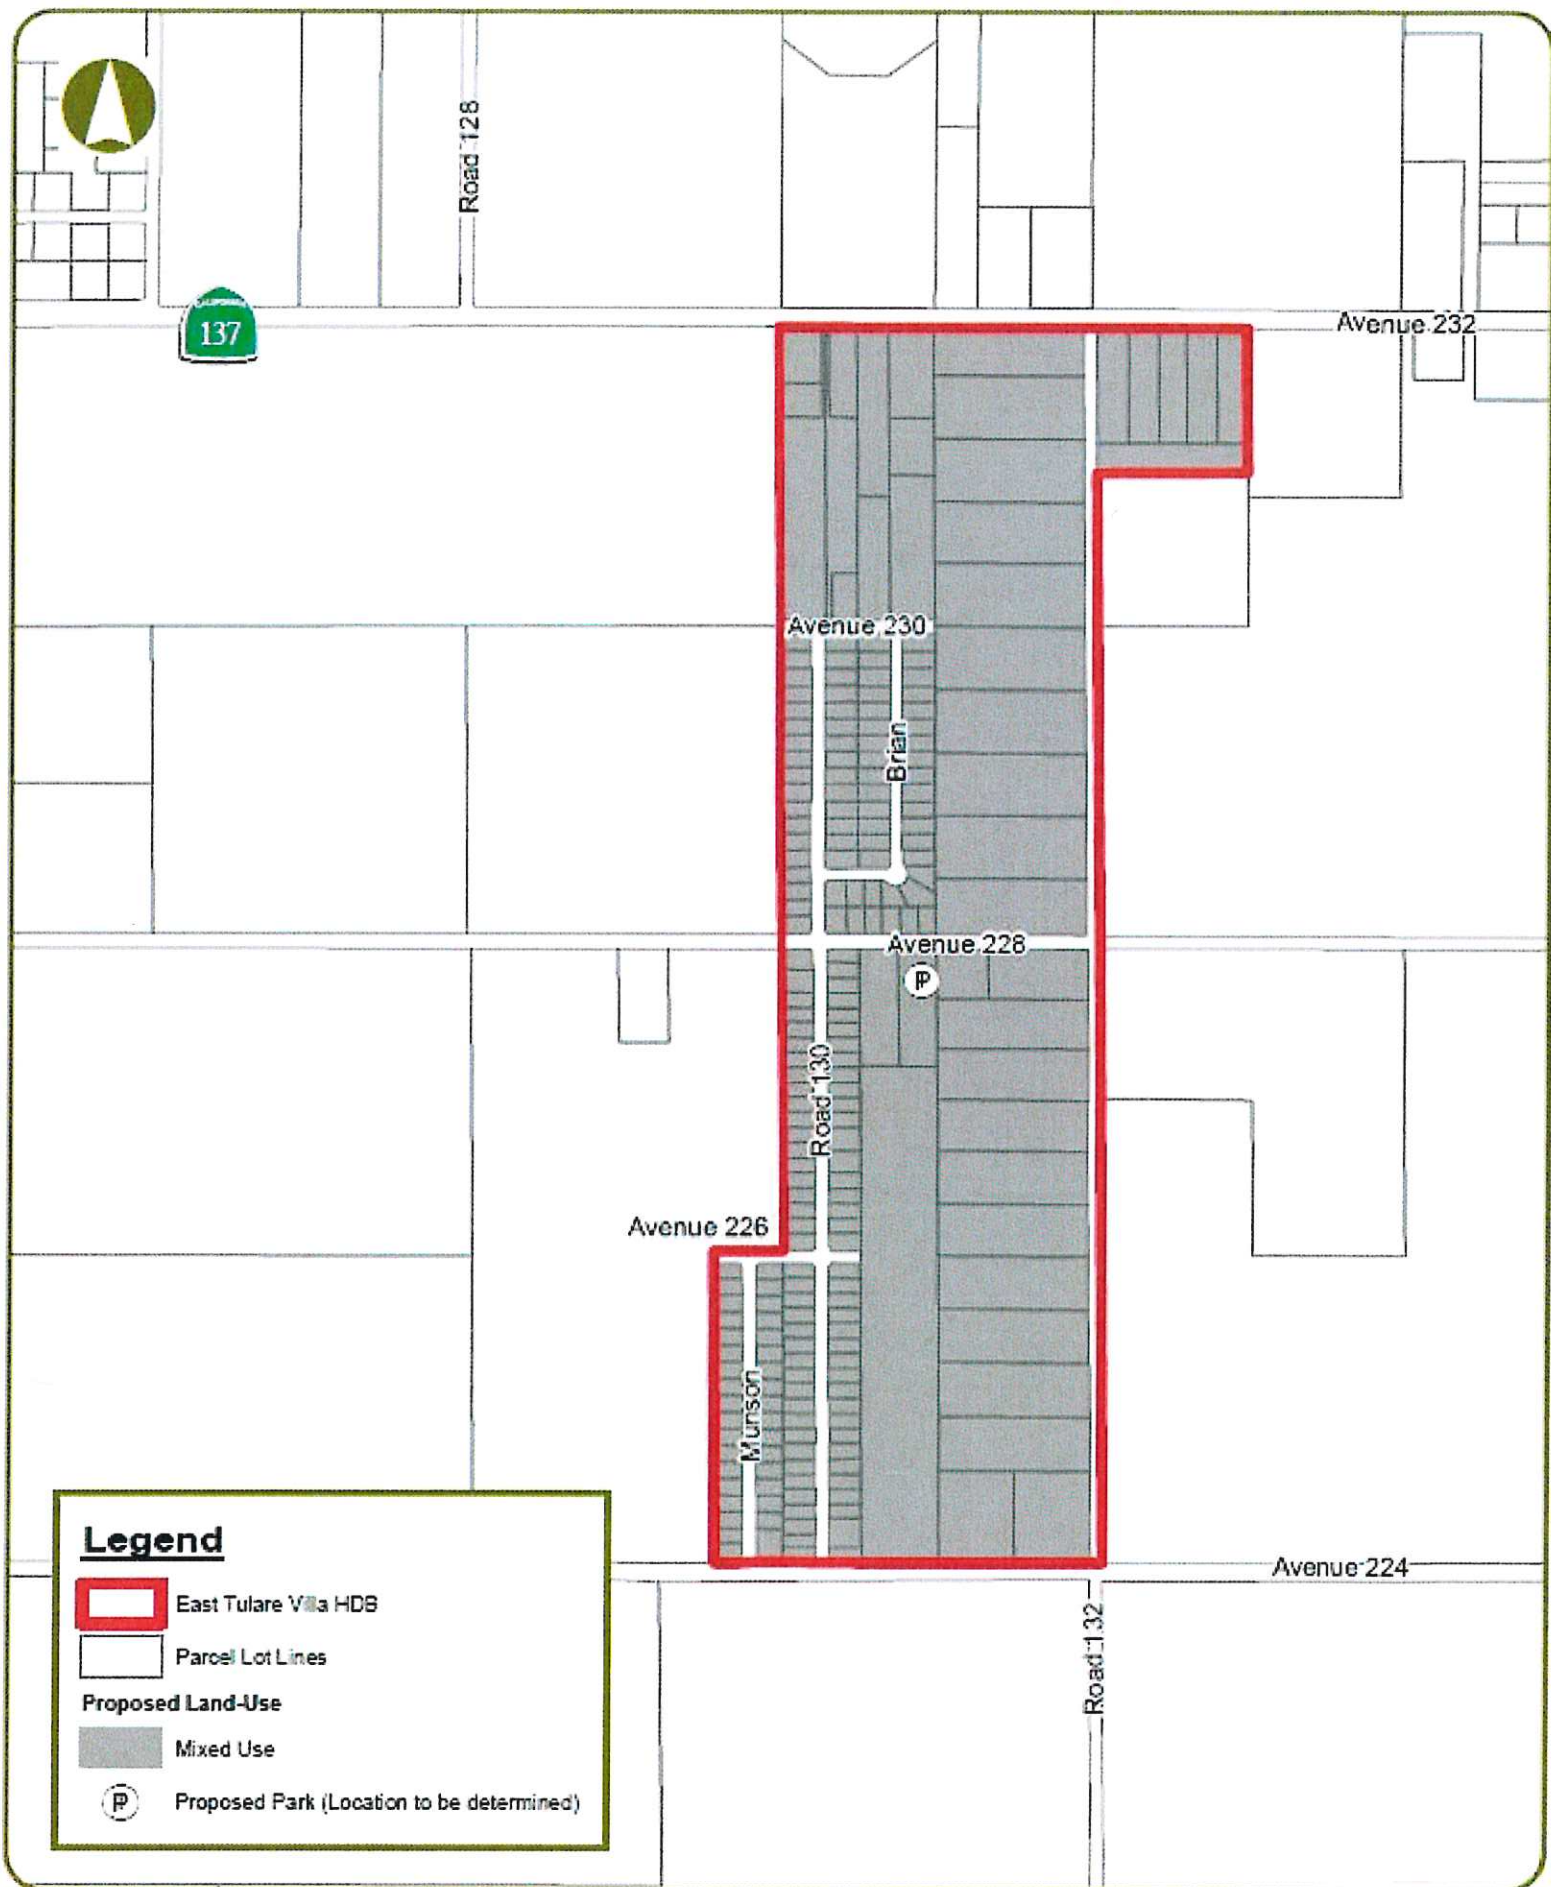 Road 128
CALIFORNIA
137
Avenue 232
Avenue 230
Brian
Avenue 228
P
Road 130
Avenue 226
Munson
Avenue 224
Road 132
Legend
East Tulare Villa HDB
Parcel Lot Lines
Proposed Land-Use
Mixed Use
P Proposed Park (Location to be determined)